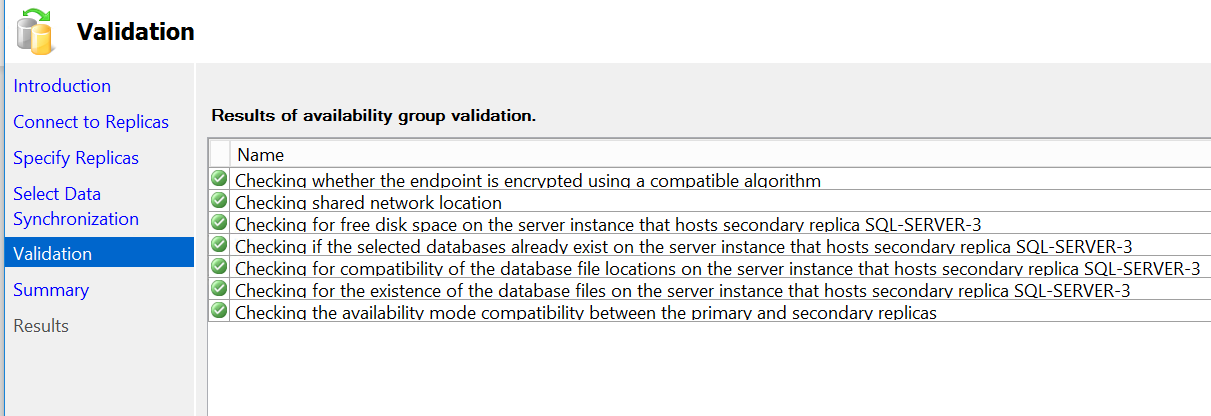 Validation
Introduction
Connect to Replicas
Specify Replicas
Select Data
Synchronization
Validation
Summary
Results
Results of availability group validation.
Name
Checking whether the endpoint is encrypted using a compatible algorithm
Checking shared network location
Checking for free disk space on the server instance that hosts secondary replica SQL-SERVER-3
Checking if the selected databases already exist on the server instance that hosts secondary replica SQL-SERVER-3
Checking for compatibility of the database file locations on the server instance that hosts secondary replica SQL-SERVER-3
Checking for the existence of the database files on the server instance that hosts secondary replica SQL-SERVER-3
Checking the availability mode compatibility between the primary and secondary replicas